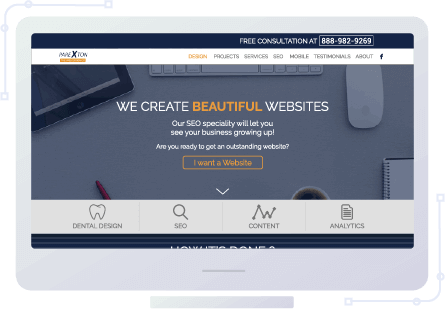 FREE CONSULTATION AT 888-982-9269
PAPEXTON
DESIGN PROJECTS SERVICES SEO MOBILE TESTIMONIALS ABOUT f
WE CREATE BEAUTIFUL WEBSITES
Our SEO speciality will let you
see your business growing up!
Are you ready to get an outstanding website?
I want a Website
DENTAL DESIGN SEO CONTENT ANALYTICS